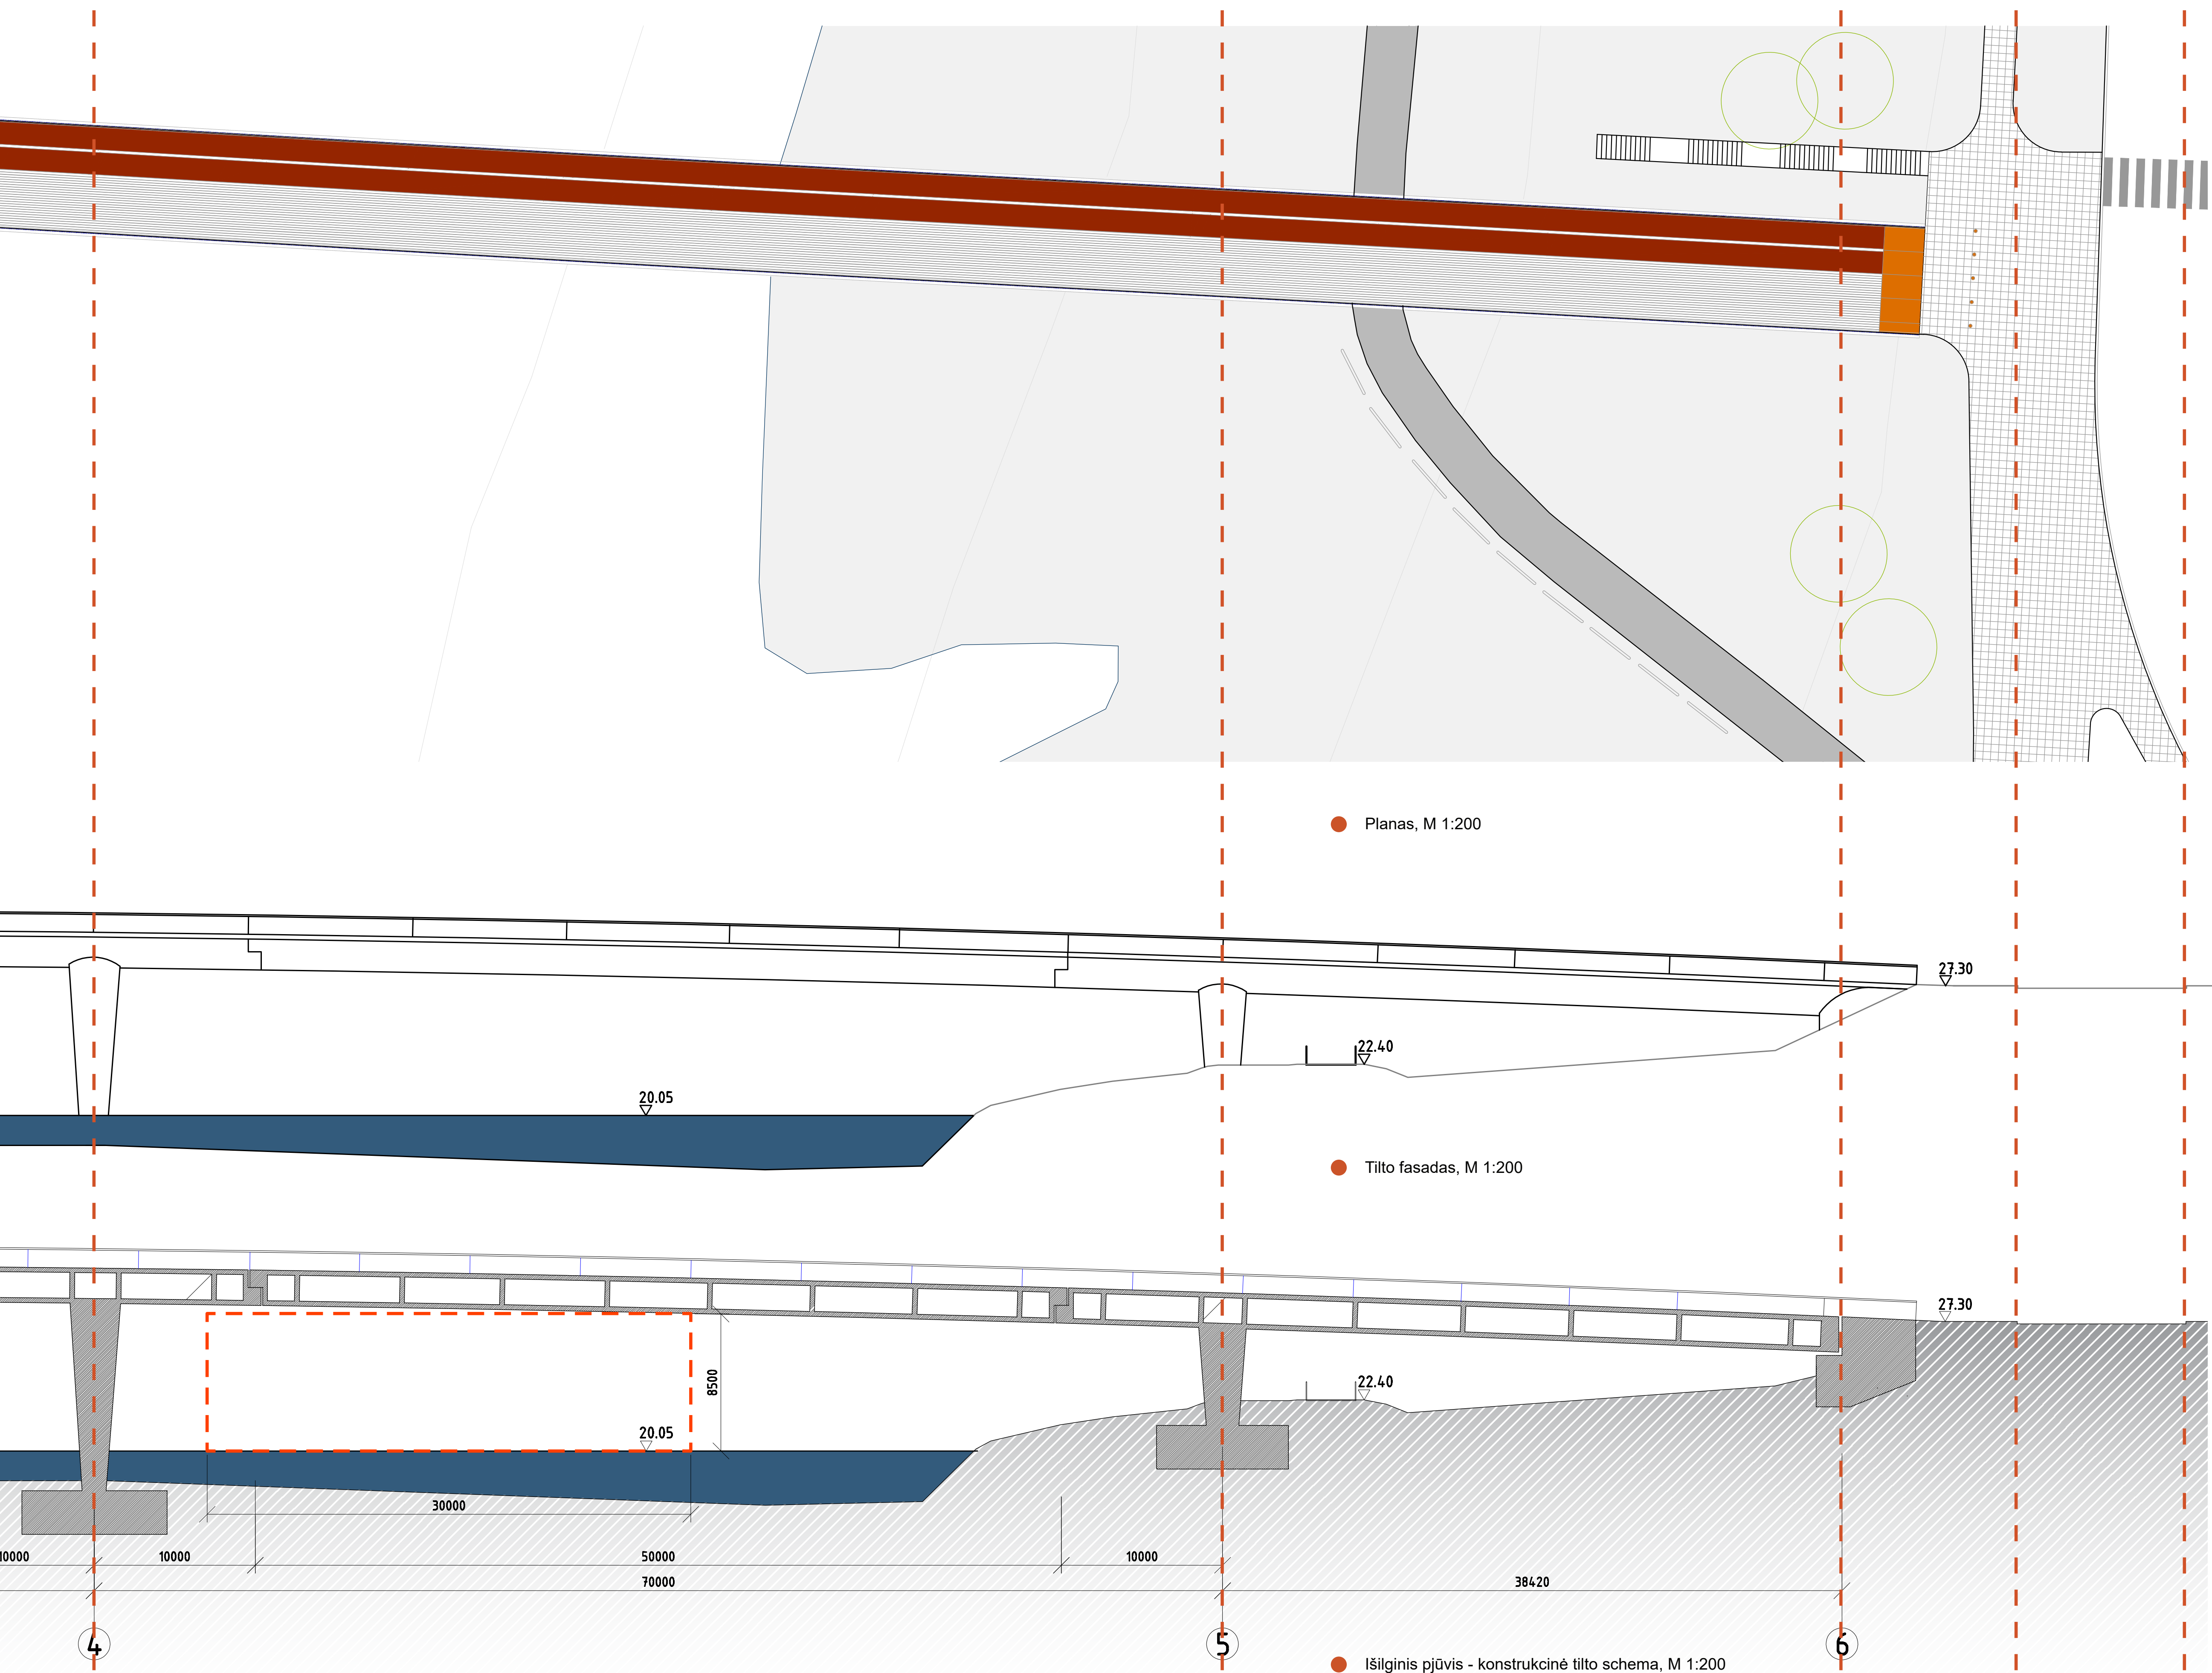 Planas, M 1:200
27.30
22.40
20.05
Tilto fasadas, M 1:200
27.30
22.40
8500
20.05
30000
10000 10000 50000 10000
70000 38420
4 5 6
Išilginis pjūvis - konstrukcinė tilto schema, M 1:200